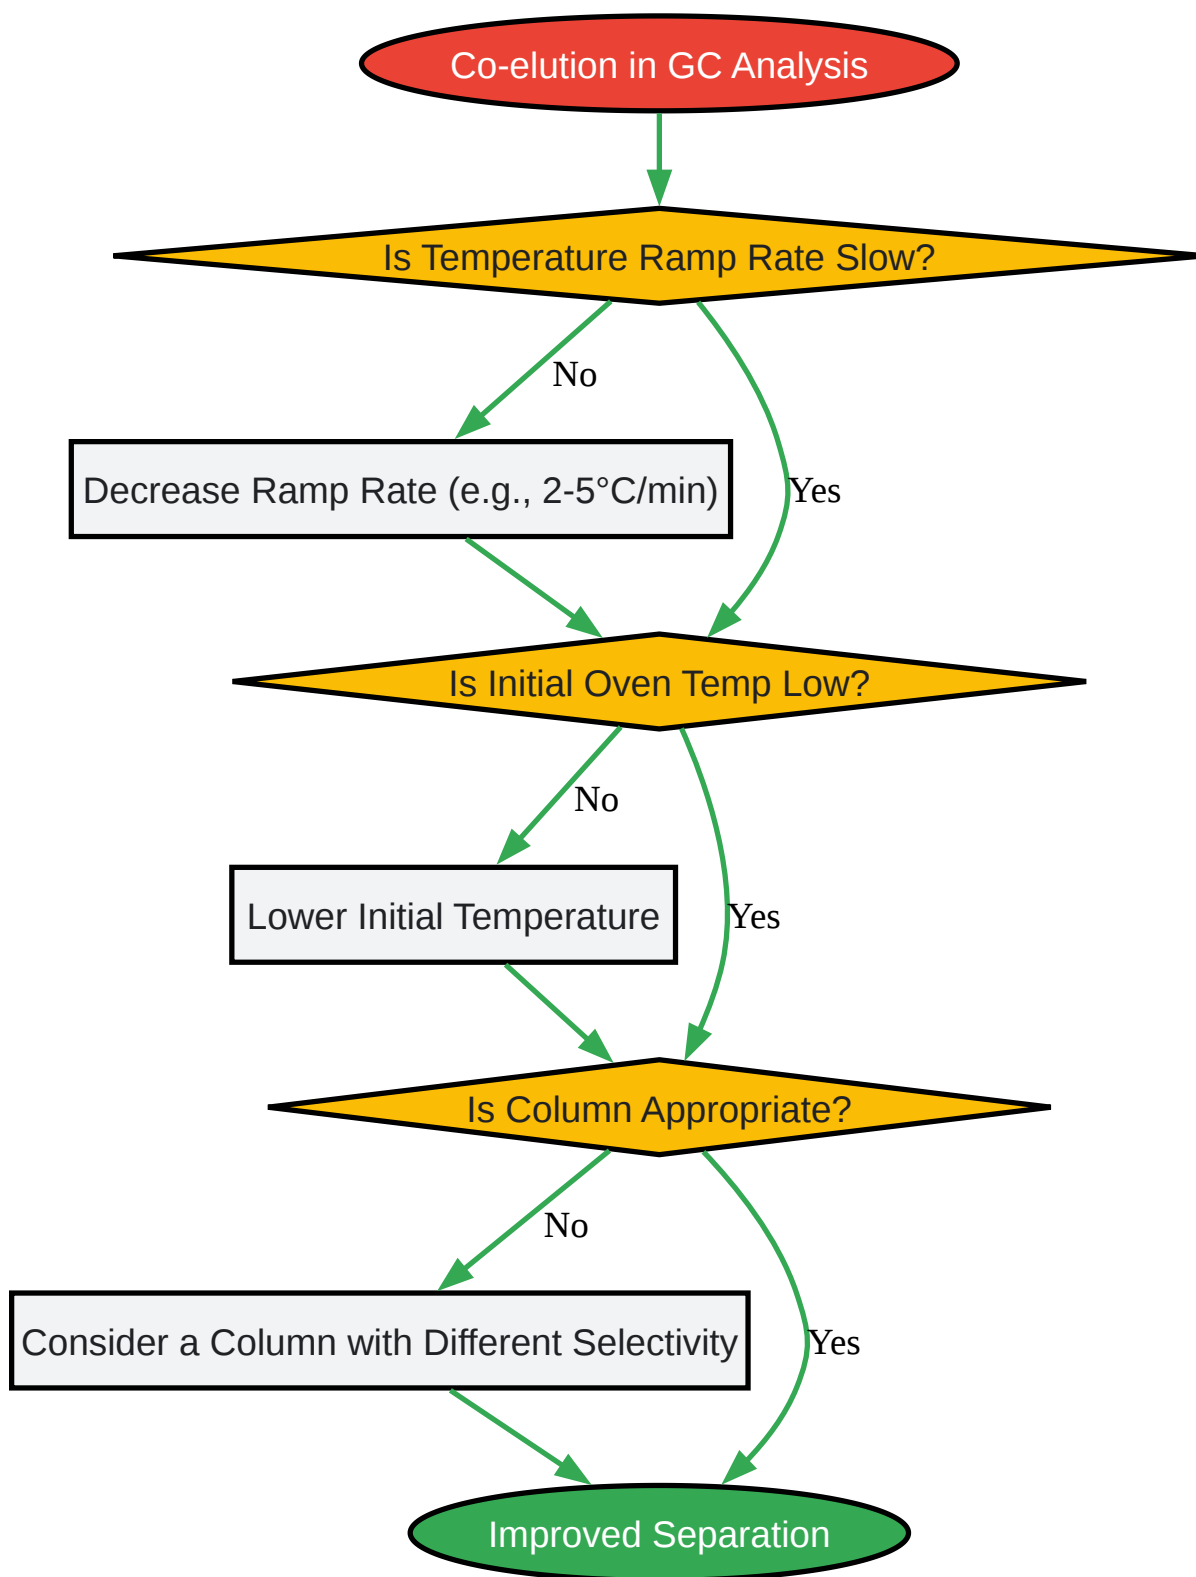 Co-elution in GC Analysis
Is Temperature Ramp Rate Slow?
No
Decrease Ramp Rate (e.g., 2-5°C/min)
Yes
Is Initial Oven Temp Low?
No
Lower Initial Temperature
Yes
Is Column Appropriate?
No
Consider a Column with Different Selectivity
Yes
Improved Separation